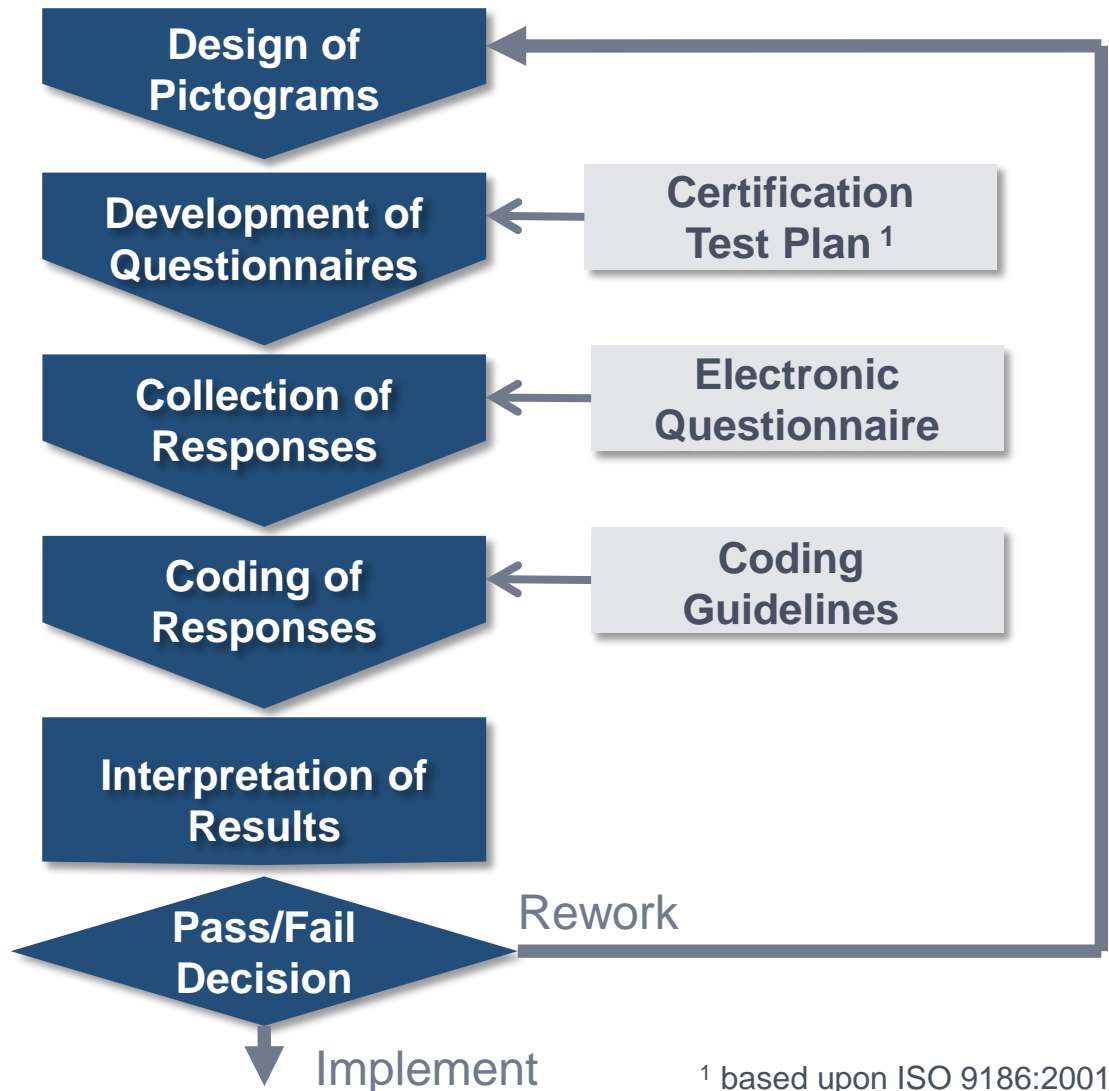 Design of
Pictograms
Development of
Questionnaires
Certification
Test Plan ¹
Collection of
Responses
Electronic
Questionnaire
Coding of
Responses
Coding
Guidelines
Interpretation of
Results
Pass/Fail
Decision
Rework
Implement
¹ based upon ISO 9186:2001